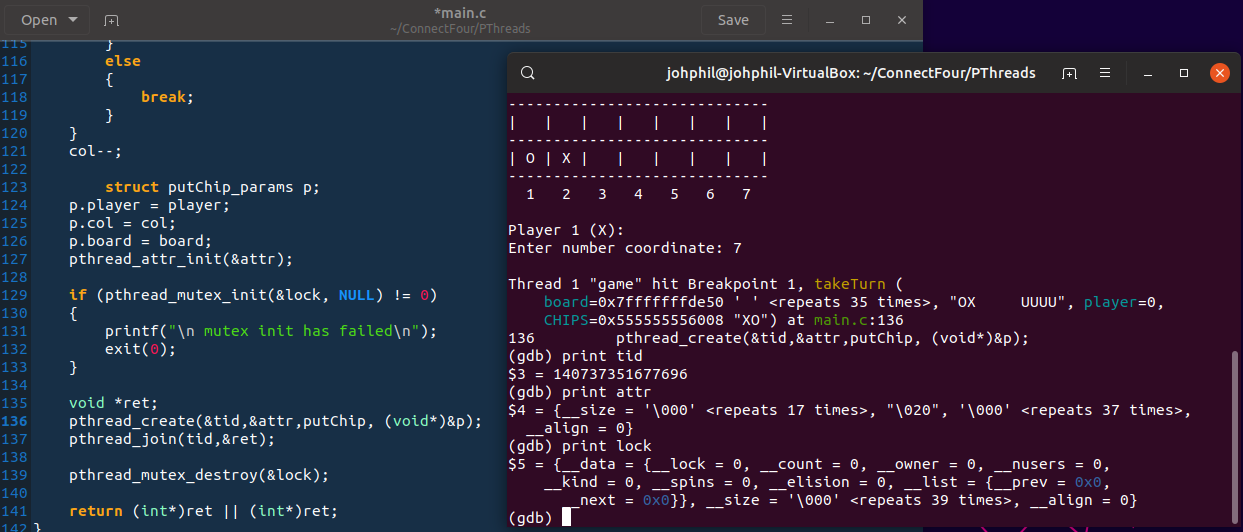 Open
*main.c
~/ConnectFour/PThreads
Save
115 }
116 else
117 {
118 break;
119 }
120 }
121 col--;
122
123 struct putChip_params p;
124 p.player = player;
125 p.col = col;
126 p.board = board;
127 pthread_attr_init(&attr);
128
129 if (pthread_mutex_init(&lock, NULL) != 0)
130 {
131 printf("\n mutex init has failed\n");
132 exit(0);
133 }
134
135 void *ret;
136 pthread_create(&tid,&attr,putChip, (void*)&p);
137 pthread_join(tid,&ret);
138
139 pthread_mutex_destroy(&lock);
140
141 return (int*)ret || (int*)ret;
142 }
johphil@johphil-VirtualBox: ~/ConnectFour/PThreads
-----------------------------
|   |   |   |   |   |   |   |
-----------------------------
| O | X |   |   |   |   |   |
-----------------------------
  1   2   3   4   5   6   7
Player 1 (X):
Enter number coordinate: 7
Thread 1 "game" hit Breakpoint 1, takeTurn (
board=0x7fffffffde50 ' ' <repeats 35 times>, "OX     UUUU", player=0,
CHIPS=0x555555556008 "XO") at main.c:136
136 pthread_create(&tid,&attr,putChip, (void*)&p);
(gdb) print tid
$3 = 140737351677696
(gdb) print attr
$4 = {__size = '\000' <repeats 17 times>, "\020", '\000' <repeats 37 times>,
__align = 0}
(gdb) print lock
$5 = {__data = {__lock = 0, __count = 0, __owner = 0, __nusers = 0,
__kind = 0, __spins = 0, __elision = 0, __list = {__prev = 0x0,
__next = 0x0}}, __size = '\000' <repeats 39 times>, __align = 0}
(gdb)